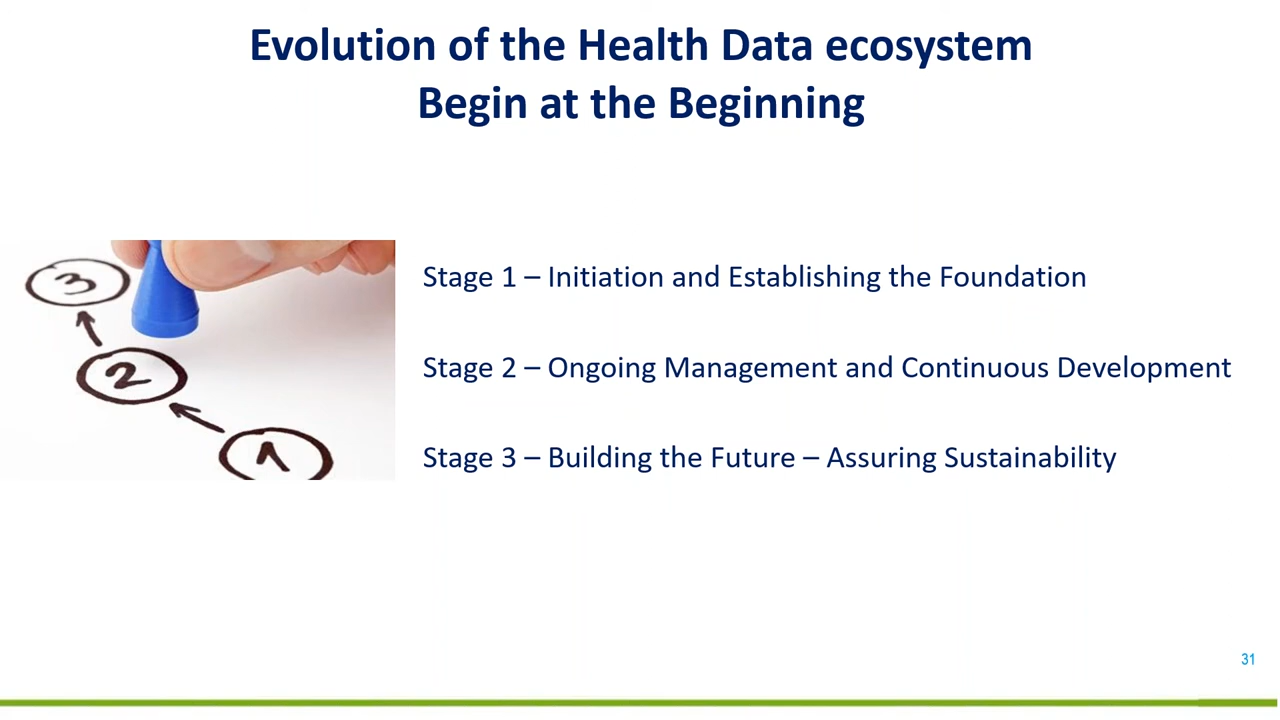 Evolution of the Health Data ecosystem
Begin at the Beginning
3
2
1
Stage 1 – Initiation and Establishing the Foundation
Stage 2 – Ongoing Management and Continuous Development
Stage 3 – Building the Future – Assuring Sustainability
31